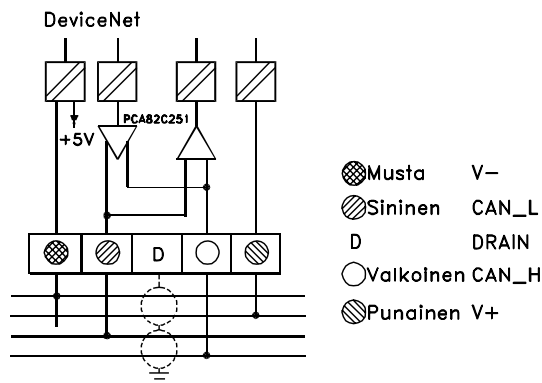 DeviceNet
PCA82C251
+5V
Musta V-
Sininen CAN_L
D DRAIN
D
Valkoinen CAN_H
Punainen V+